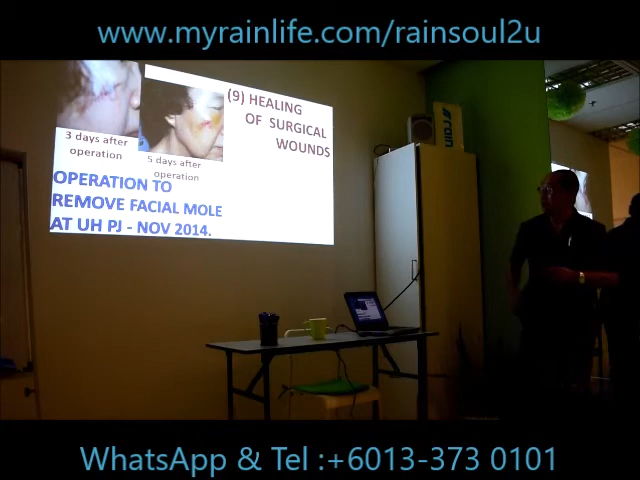 www.myrainlife.com/rainsoul2u
(9) HEALING
OF SURGICAL
WOUNDS
3 days after
operation
5 days after
operation
OPERATION TO
REMOVE FACIAL MOLE
AT UH PJ - NOV 2014.
rain
WhatsApp & Tel :+6013-373 0101